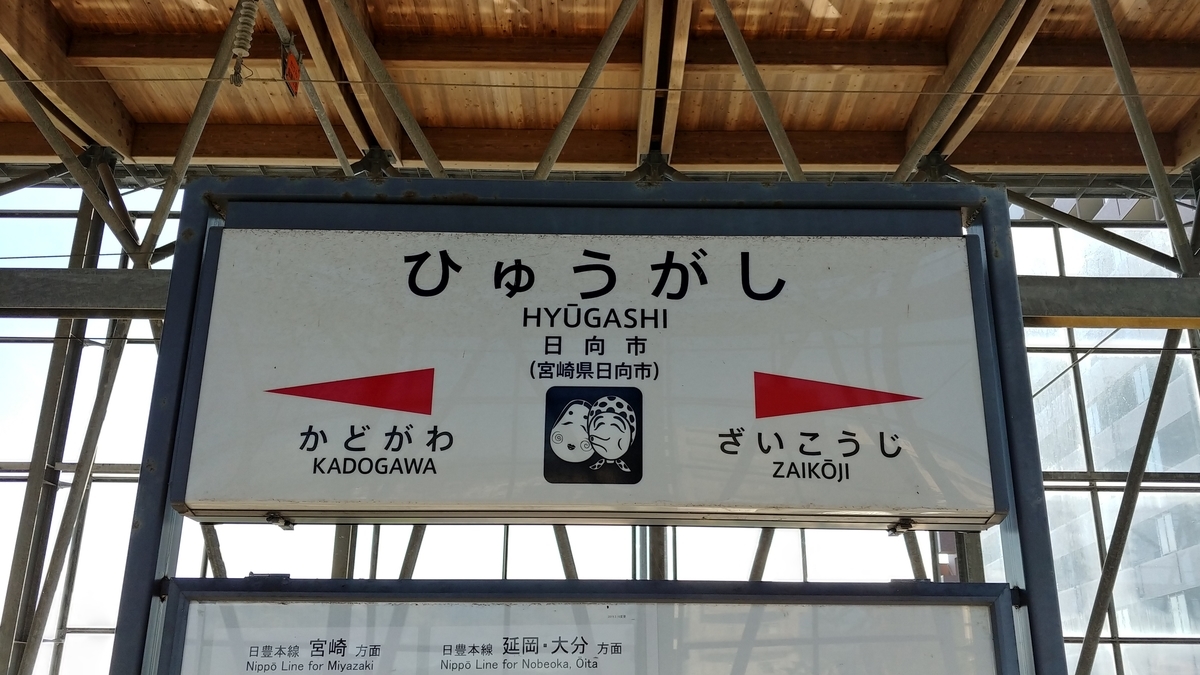 ひゅうがし
HYŪGASHI
日向市
(宮崎県日向市)
かどがわ
KADOGAWA
ざいこうじ
ZAIKŌJI
日豊本線 宮崎 方面
Nippō Line for Miyazaki
日豊本線 延岡・大分 方面
Nippō Line for Nobeoka, Ōita